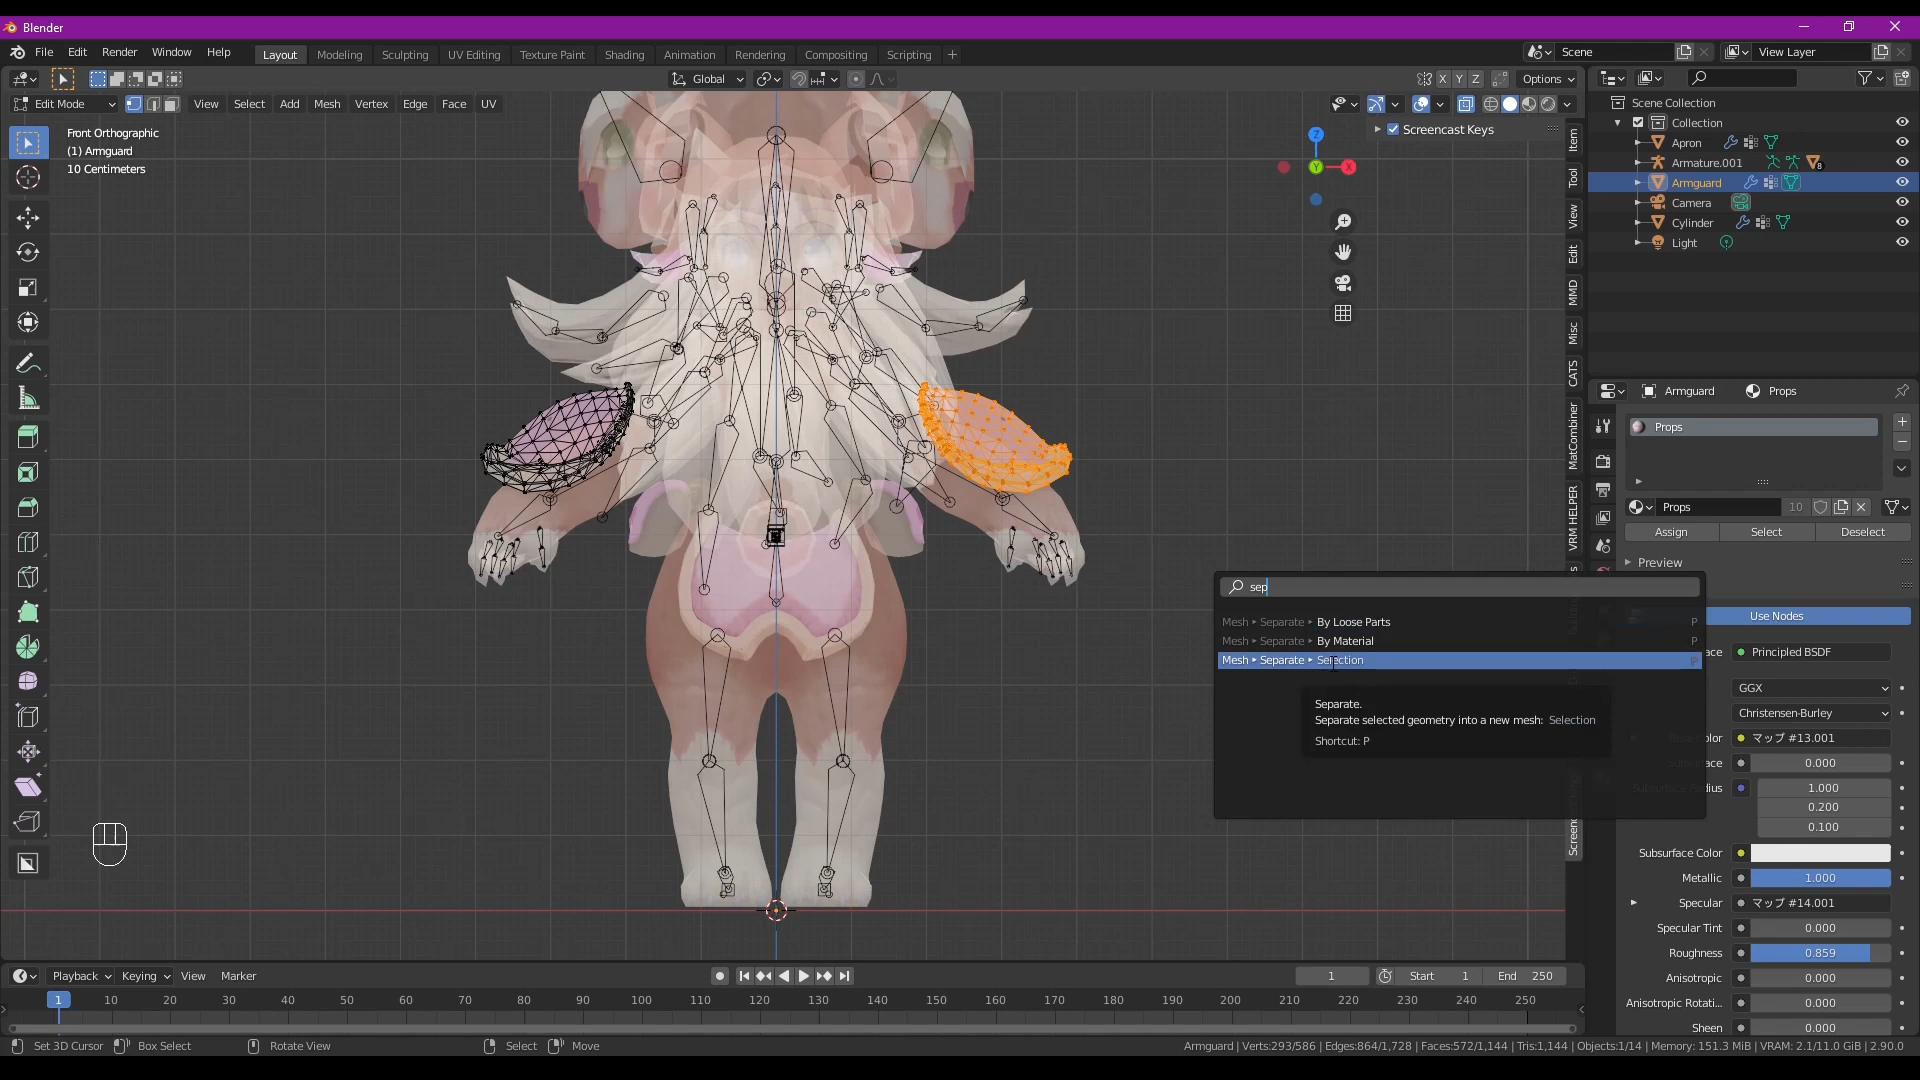 Blender
File Edit Render Window Help
Layout Modeling Sculpting UV Editing Texture Paint Shading Animation Rendering Compositing Scripting +
Scene View Layer
Global X Y Z Options
Edit Mode View Select Add Mesh Vertex Edge Face UV
Front Orthographic
(1) Armguard
10 Centimeters
Screencast Keys
Z
Y X
Item
Tool
View
Edit
MMD
Misc
CATS
MatCombiner
VRM HELPER
Scene Collection
Collection
Apron
Armature.001 8
Armguard
Camera
Cylinder
Light
Armguard Props
Props
Props 10
Assign Select Deselect
Preview
sep
Mesh ▸ Separate ▸ By Loose Parts P
Mesh ▸ Separate ▸ By Material P
Mesh ▸ Separate ▸ Selection P
Separate.
Separate selected geometry into a new mesh: Selection
Shortcut: P
Use Nodes
Principled BSDF
GGX
Christensen-Burley
マップ #13.001
0.000
1.000
0.200
0.100
Subsurface Color
Metallic 1.000
Specular マップ #14.001
Specular Tint 0.000
Roughness 0.859
Anisotropic 0.000
Anisotropic Rotati... 0.000
Sheen 0.000
Playback Keying View Marker 1 Start 1 End 250
1 10 20 30 40 50 60 70 80 90 100 110 120 130 140 150 160 170 180 190 200 210 220 230 240 250
Set 3D Cursor Box Select Rotate View Select Move
Armguard | Verts:293/586 | Edges:864/1,728 | Faces:572/1,144 | Tris:1,144 | Objects:1/14 | Memory: 151.3 MiB | VRAM: 2.1/11.0 GiB | 2.90.0